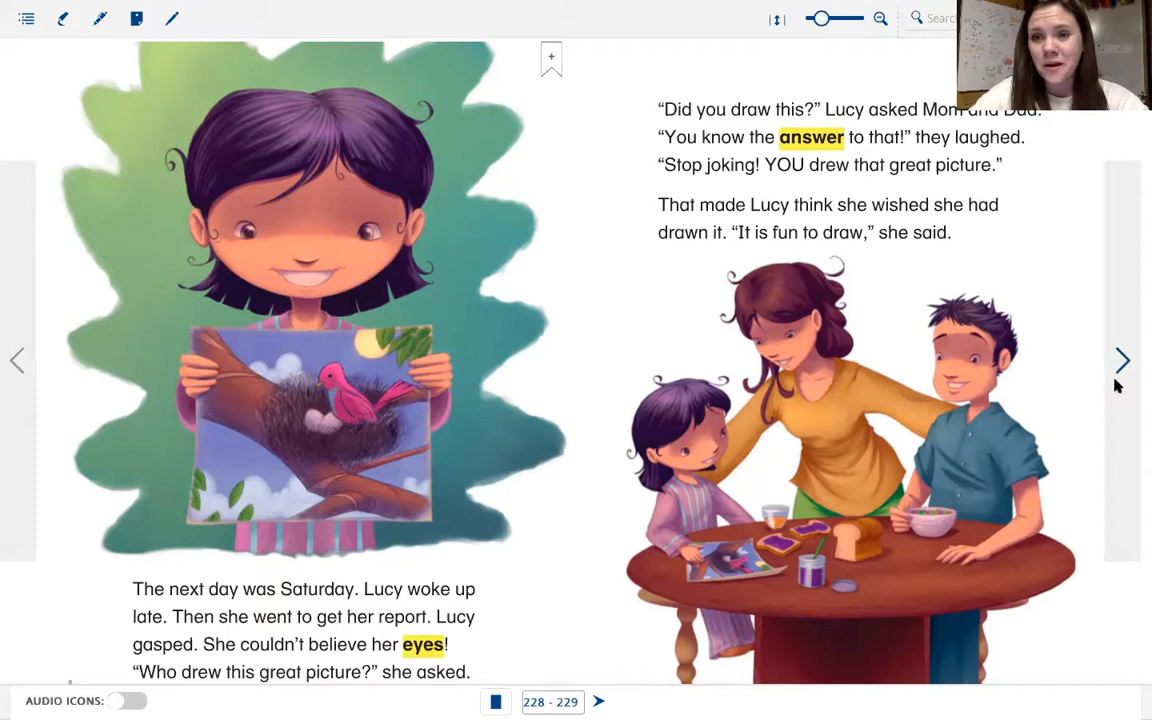 +
Search
The next day was Saturday. Lucy woke up
late. Then she went to get her report. Lucy
gasped. She couldn't believe her eyes!
“Who drew this great picture?” she asked.
“Did you draw this?” Lucy asked Mom and Dad.
“You know the answer to that!” they laughed.
“Stop joking! YOU drew that great picture.”
That made Lucy think she wished she had
drawn it. “It is fun to draw,” she said.
AUDIO ICONS:
228 - 229